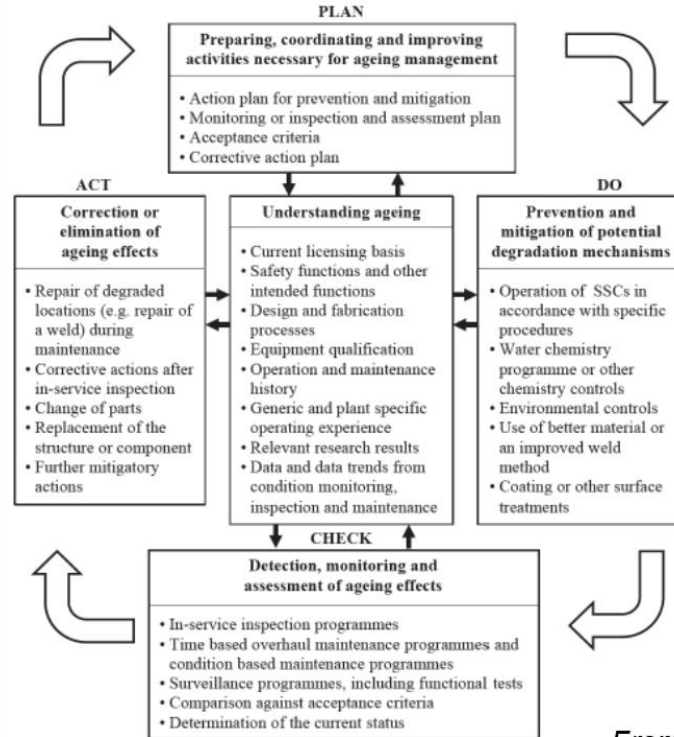 PLAN
Preparing, coordinating and improving
activities necessary for ageing management
• Action plan for prevention and mitigation
• Monitoring or inspection and assessment plan
• Acceptance criteria
• Corrective action plan
ACT
Correction or
elimination of
ageing effects
• Repair of degraded
locations (e.g. repair of
a weld) during
maintenance
• Corrective actions after
in-service inspection
• Change of parts
• Replacement of the
structure or component
• Further mitigatory
actions
Understanding ageing
• Current licensing basis
• Safety functions and other
intended functions
• Design and fabrication
processes
• Equipment qualification
• Operation and maintenance
history
• Generic and plant specific
operating experience
• Relevant research results
• Data and data trends from
condition monitoring,
inspection and maintenance
DO
Prevention and
mitigation of potential
degradation mechanisms
• Operation of SSCs in
accordance with specific
procedures
• Water chemistry
programme or other
chemistry controls
• Environmental controls
• Use of better material or
an improved weld
method
• Coating or other surface
treatments
CHECK
Detection, monitoring and
assessment of ageing effects
• In-service inspection programmes
• Time based overhaul maintenance programmes and
condition based maintenance programmes
• Surveillance programmes, including functional tests
• Comparison against acceptance criteria
• Determination of the current status